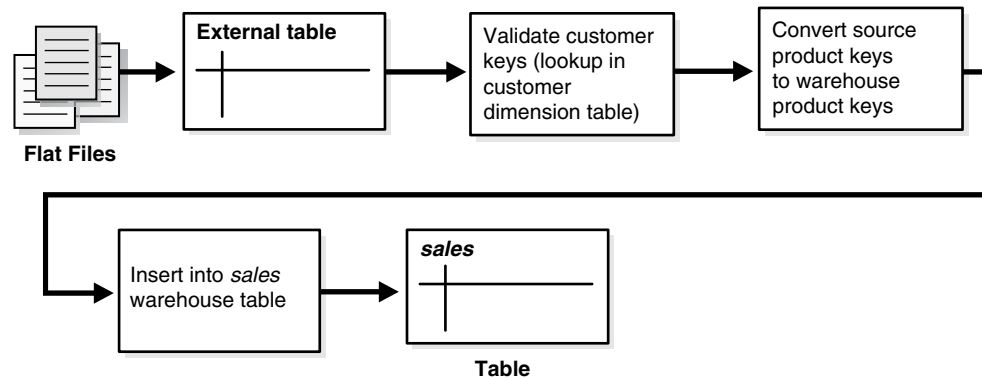 External table
Validate customer
keys (lookup in
customer
dimension table)
Convert source
product keys
to warehouse
product keys
Flat Files
Insert into sales
warehouse table
sales
Table